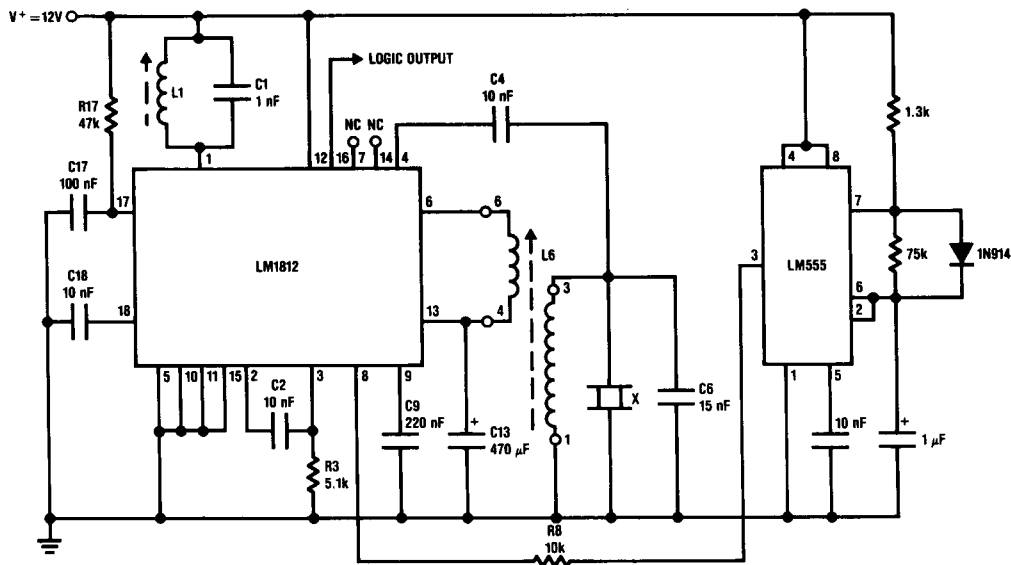 V+ = 12V
LOGIC OUTPUT
C4
10 nF
C1
1 nF
L1
R17
47k
1.3k
NC NC
1
12 16 7 14 4
4 8
C17
100 nF
17
6 6
7
LM1812
L6
3
LM555
75k
1N914
C18
10 nF
18
13 4
3
6
2
5 10 11 15 2 3 8 9
C2
10 nF
C9
220 nF
C13
470 μF
+
X
C6
15 nF
1 5
10 nF
+
1 μF
R3
5.1k
1
R8
10k